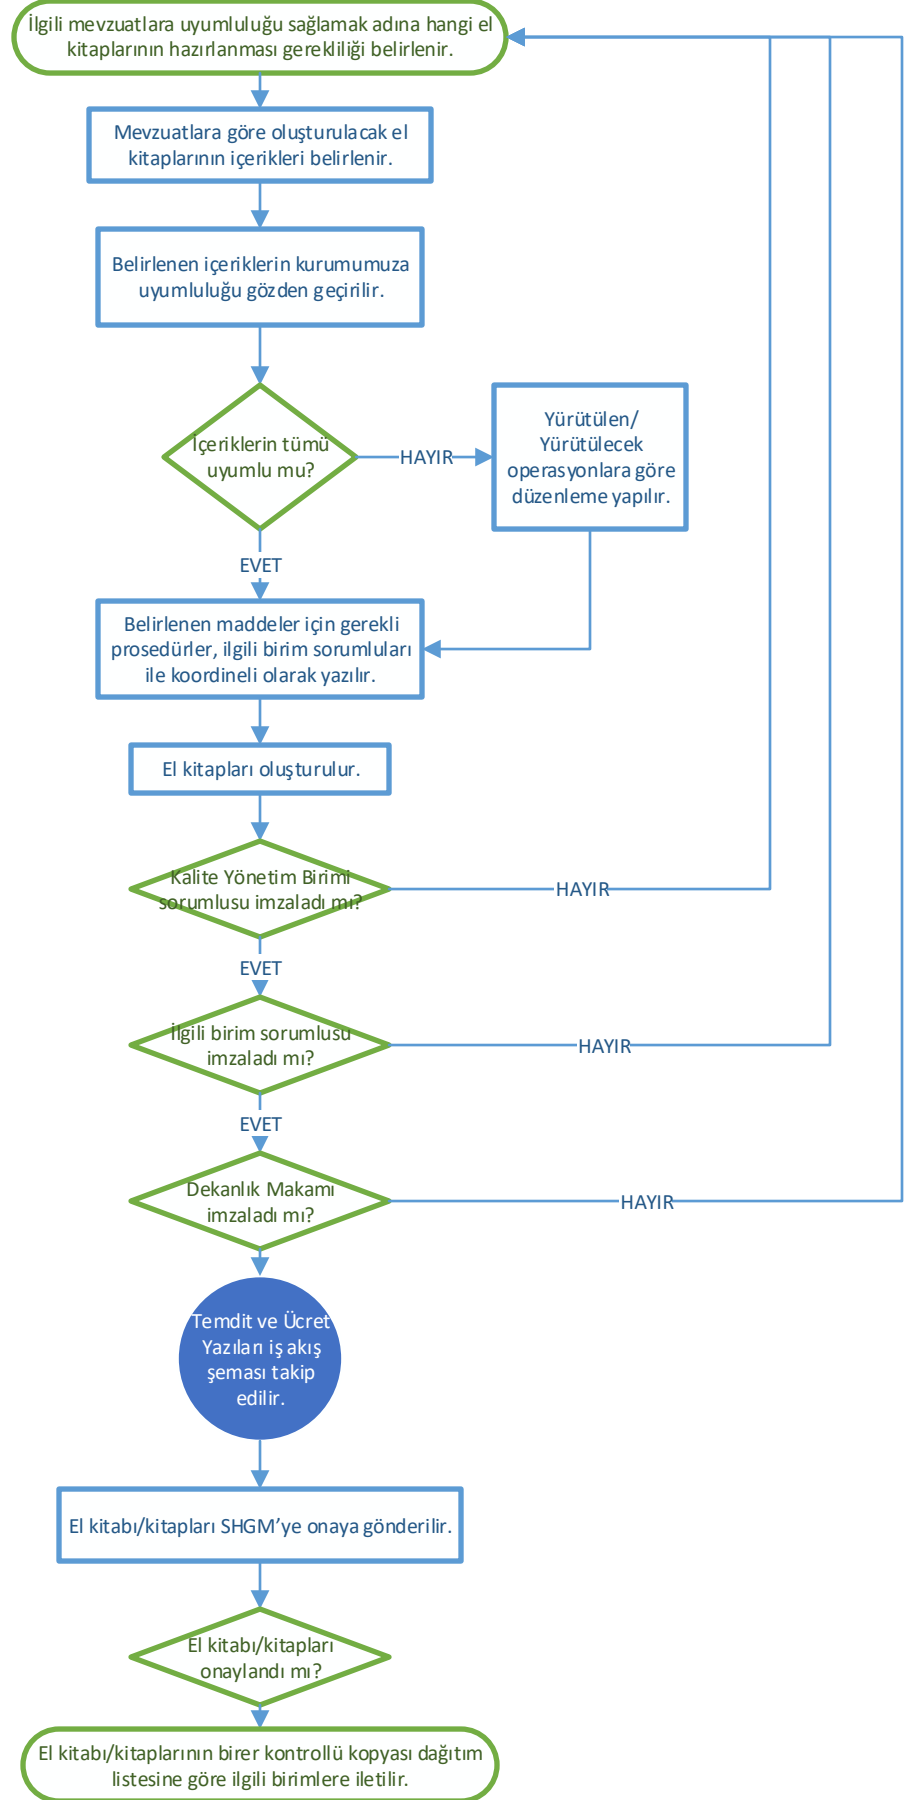 İlgili mevzuatlara uyumluluğu sağlamak adına hangi el
kitaplarının hazırlanması gerekliliği belirlenir.
Mevzuatlara göre oluşturulacak el
kitaplarının içerikleri belirlenir.
Belirlenen içeriklerin kurumumuza
uyumluluğu gözden geçirilir.
İçeriklerin tümü
uyumlu mu?
HAYIR
Yürütülen/
Yürütülecek
operasyonlara göre
düzenleme yapılır.
EVET
Belirlenen maddeler için gerekli
prosedürler, ilgili birim sorumluları
ile koordineli olarak yazılır.
El kitapları oluşturulur.
Kalite Yönetim Birimi
sorumlusu imzaladı mı?
HAYIR
EVET
İlgili birim sorumlusu
imzaladı mı?
HAYIR
EVET
Dekanlık Makamı
imzaladı mı?
HAYIR
Temdit ve Ücret
Yazıları iş akış
şeması takip
edilir.
El kitabı/kitapları SHGM’ye onaya gönderilir.
El kitabı/kitapları
onaylandı mı?
El kitabı/kitaplarının birer kontrollü kopyası dağıtım
listesine göre ilgili birimlere iletilir.